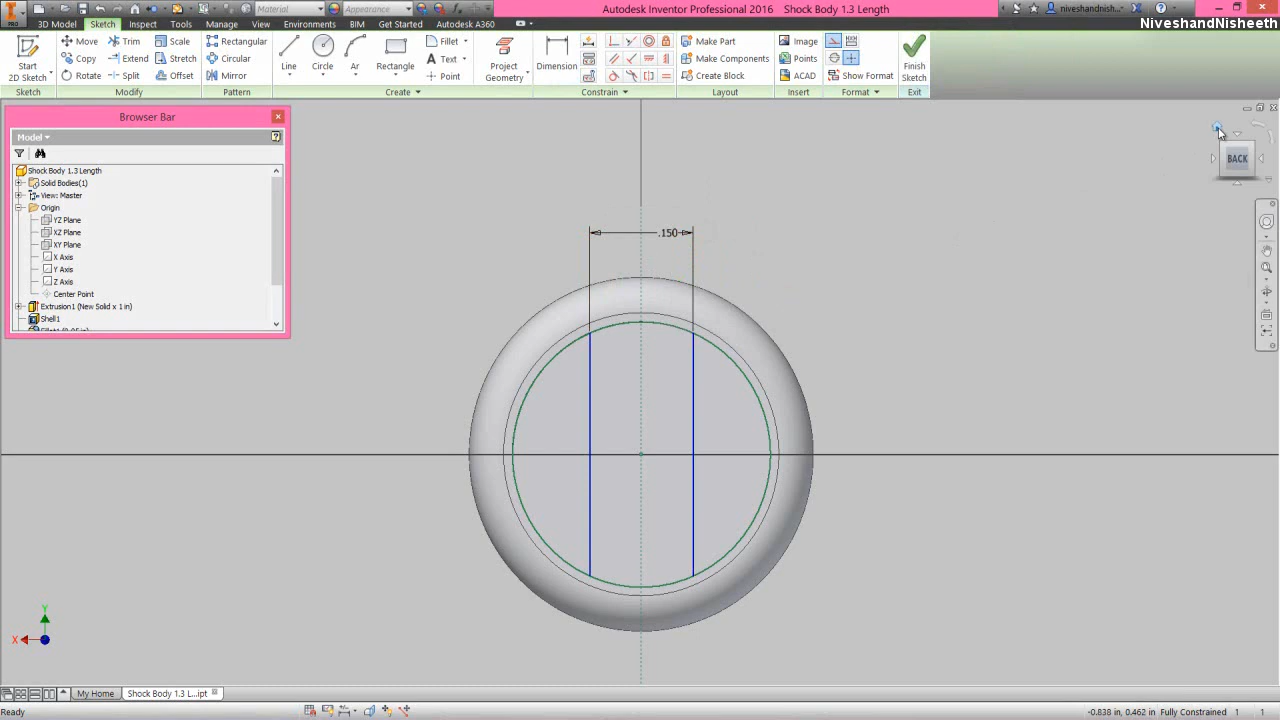 Autodesk Inventor Professional 2016 Shock Body 1.3 Length
niveshandnish...
NiveshandNisheeth
PRO
Material
Appearance
3D Model Sketch Inspect Tools Manage View Environments BIM Get Started Autodesk A360
Start
2D Sketch
Move Trim Scale
Stretch
Rotate Split Offset
Rectangular
Circular
Mirror
Line Circle Arc Rectangle
Fillet
Text
Point
Project
Geometry
Dimension
Make Part
Make Components
Create Block
Image
Points
ACAD
Show Format
Finish
Sketch
Sketch Modify Pattern Create Constrain Layout Insert Format Exit
Browser Bar
Model
Shock Body 1.3 Length
Solid Bodies(1)
View: Master
Origin
YZ Plane
XZ Plane
XY Plane
X Axis
Y Axis
Z Axis
Center Point
Extrusion1 (New Solid x 1 in)
Shell1
BACK
.150
Y
X
My Home Shock Body 1.3 L...ipt
Ready
-0.838 in, 0.462 in Fully Constrained 1 1